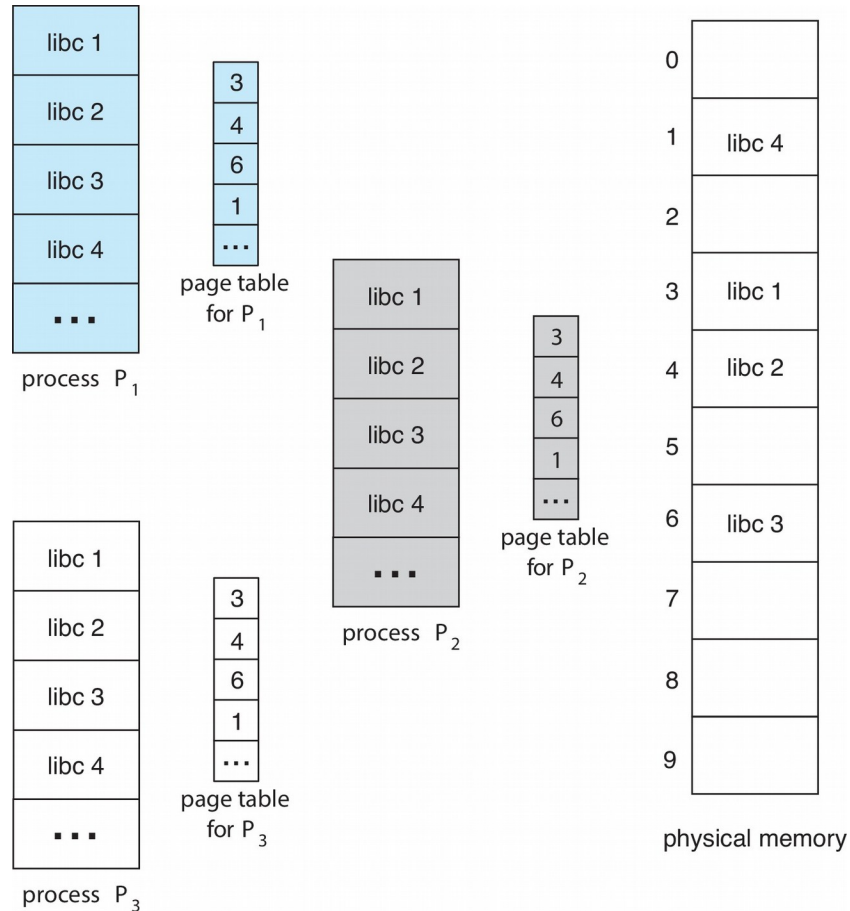 libc 1
libc 2
libc 3
libc 4
...
process P1
3
4
6
1
...
page table
for P1
libc 1
libc 2
libc 3
libc 4
...
process P2
3
4
6
1
...
page table
for P2
libc 1
libc 2
libc 3
libc 4
...
process P3
3
4
6
1
...
page table
for P3
0
1 libc 4
2
3 libc 1
4 libc 2
5
6 libc 3
7
8
9
physical memory